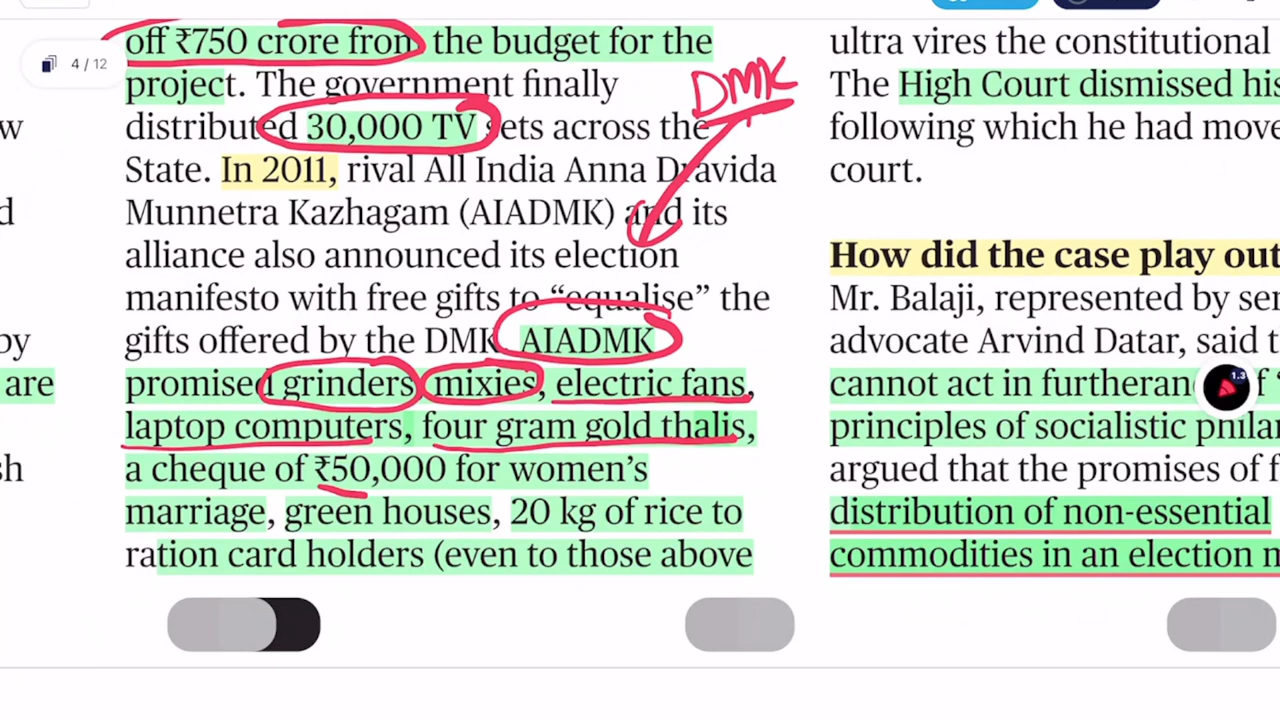 4 / 12
w
d
by
are
sh
off ₹750 crore from the budget for the
project. The government finally
distributed 30,000 TV sets across the
State. In 2011, rival All India Anna Dravida
Munnetra Kazhagam (AIADMK) and its
alliance also announced its election
manifesto with free gifts to “equalise” the
gifts offered by the DMK. AIADMK
promised grinders, mixies, electric fans,
laptop computers, four gram gold thalis,
a cheque of ₹50,000 for women’s
marriage, green houses, 20 kg of rice to
ration card holders (even to those above
DMK
ultra vires the constitutional
The High Court dismissed his
following which he had move
court.
How did the case play out
Mr. Balaji, represented by sen
advocate Arvind Datar, said t
cannot act in furtheran f “
principles of socialistic philan
argued that the promises of f
distribution of non-essential
commodities in an election m
1.3